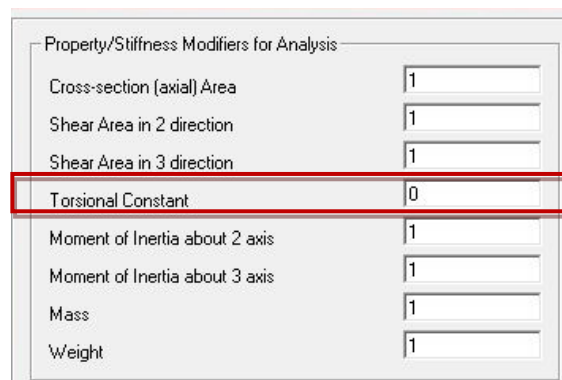 Property/Stiffness Modifiers for Analysis
Cross-section (axial) Area 1
Shear Area in 2 direction 1
Shear Area in 3 direction 1
Torsional Constant 0
Moment of Inertia about 2 axis 1
Moment of Inertia about 3 axis 1
Mass 1
Weight 1